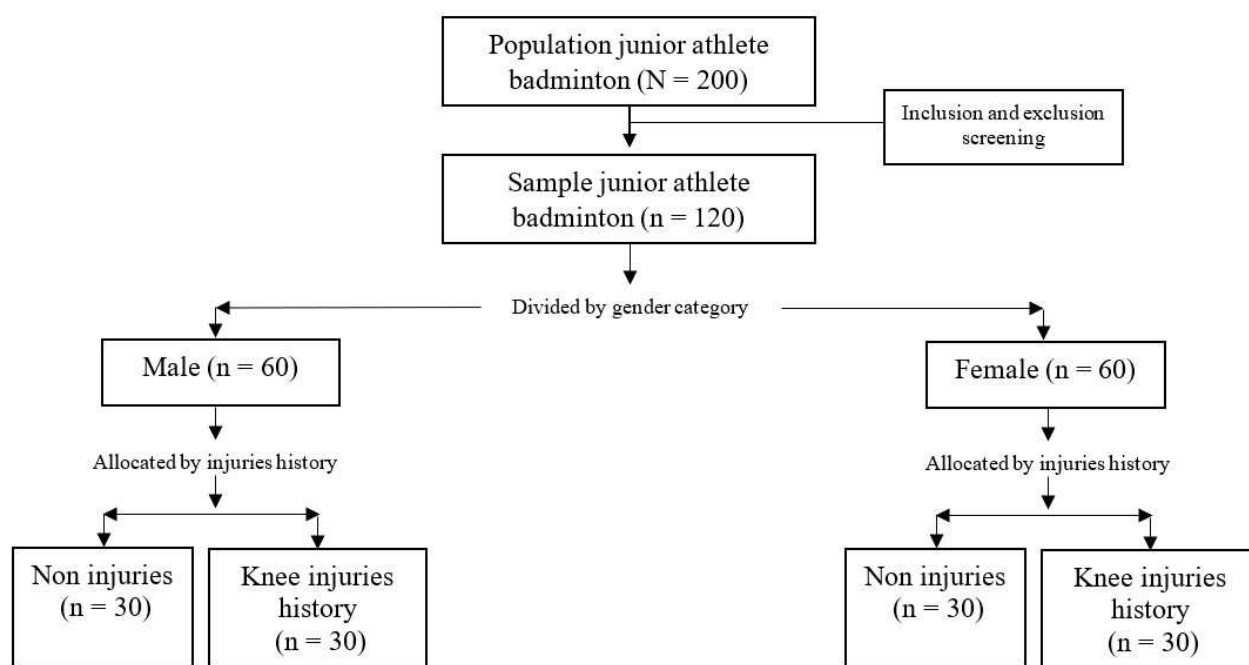 Population junior athlete
badminton (N = 200)
Inclusion and exclusion
screening
Sample junior athlete
badminton (n = 120)
Divided by gender category
Male (n = 60)
Female (n = 60)
Allocated by injuries history
Allocated by injuries history
Non injuries
(n = 30)
Knee injuries
history
(n = 30)
Non injuries
(n = 30)
Knee injuries
history
(n = 30)